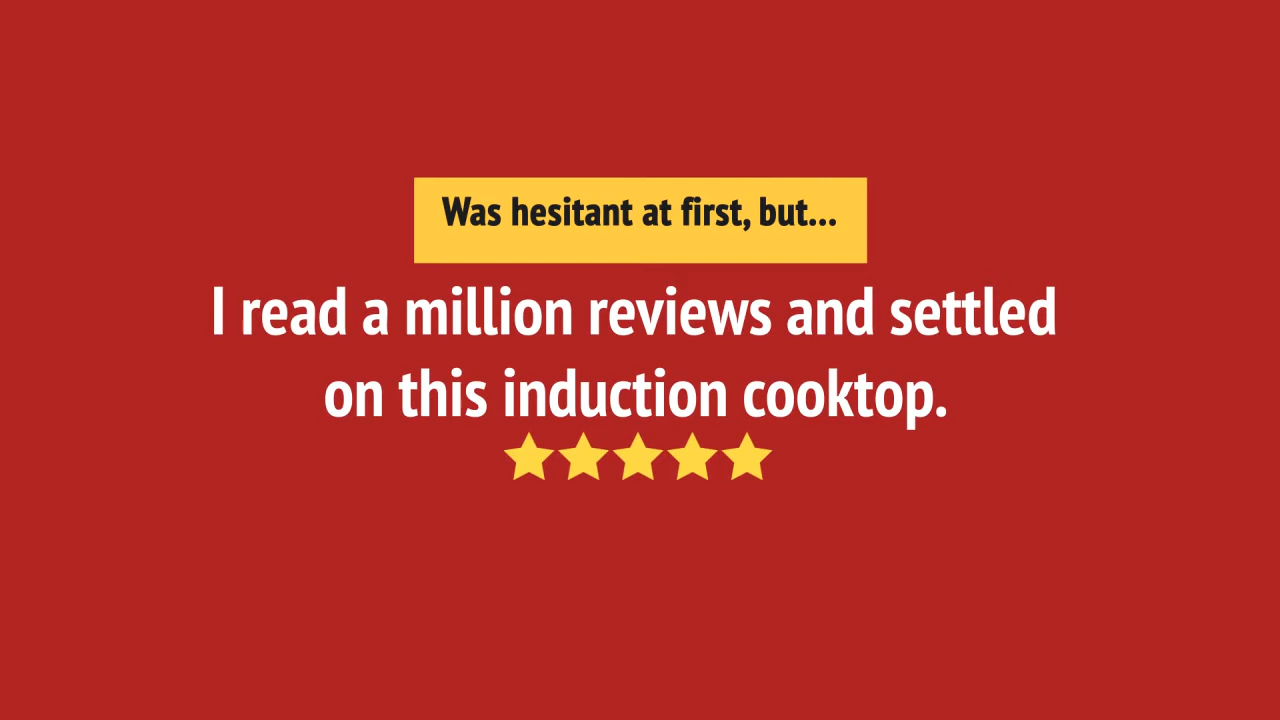 Was hesitant at first, but...
I read a million reviews and settled
on this induction cooktop.